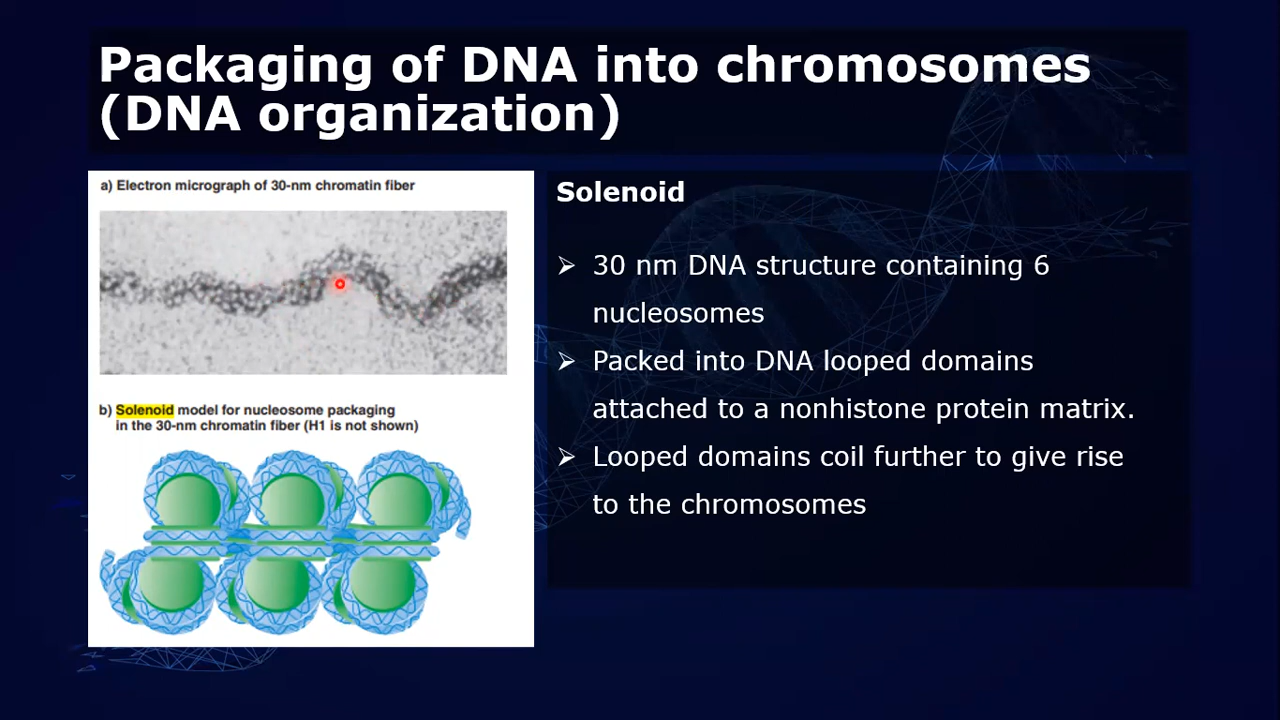 Packaging of DNA into chromosomes
(DNA organization)
a) Electron micrograph of 30-nm chromatin fiber
b) Solenoid model for nucleosome packaging
in the 30-nm chromatin fiber (H1 is not shown)
Solenoid
➢ 30 nm DNA structure containing 6
nucleosomes
➢ Packed into DNA looped domains
attached to a nonhistone protein matrix.
➢ Looped domains coil further to give rise
to the chromosomes